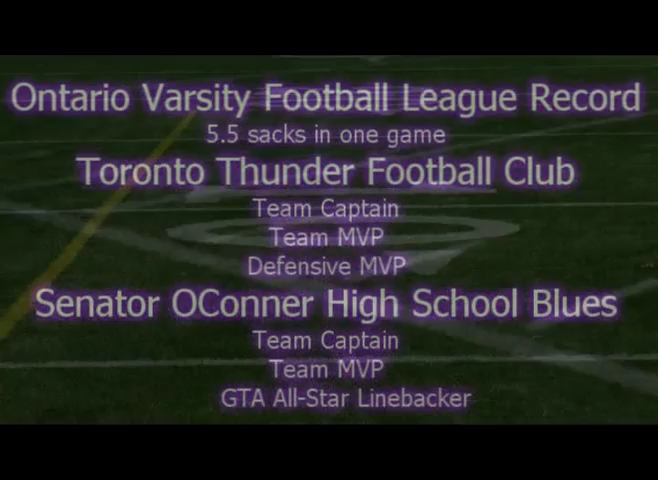 Ontario Varsity Football League Record
5.5 sacks in one game
Toronto Thunder Football Club
Team Captain
Team MVP
Defensive MVP
Senator OConner High School Blues
Team Captain
Team MVP
GTA All-Star Linebacker